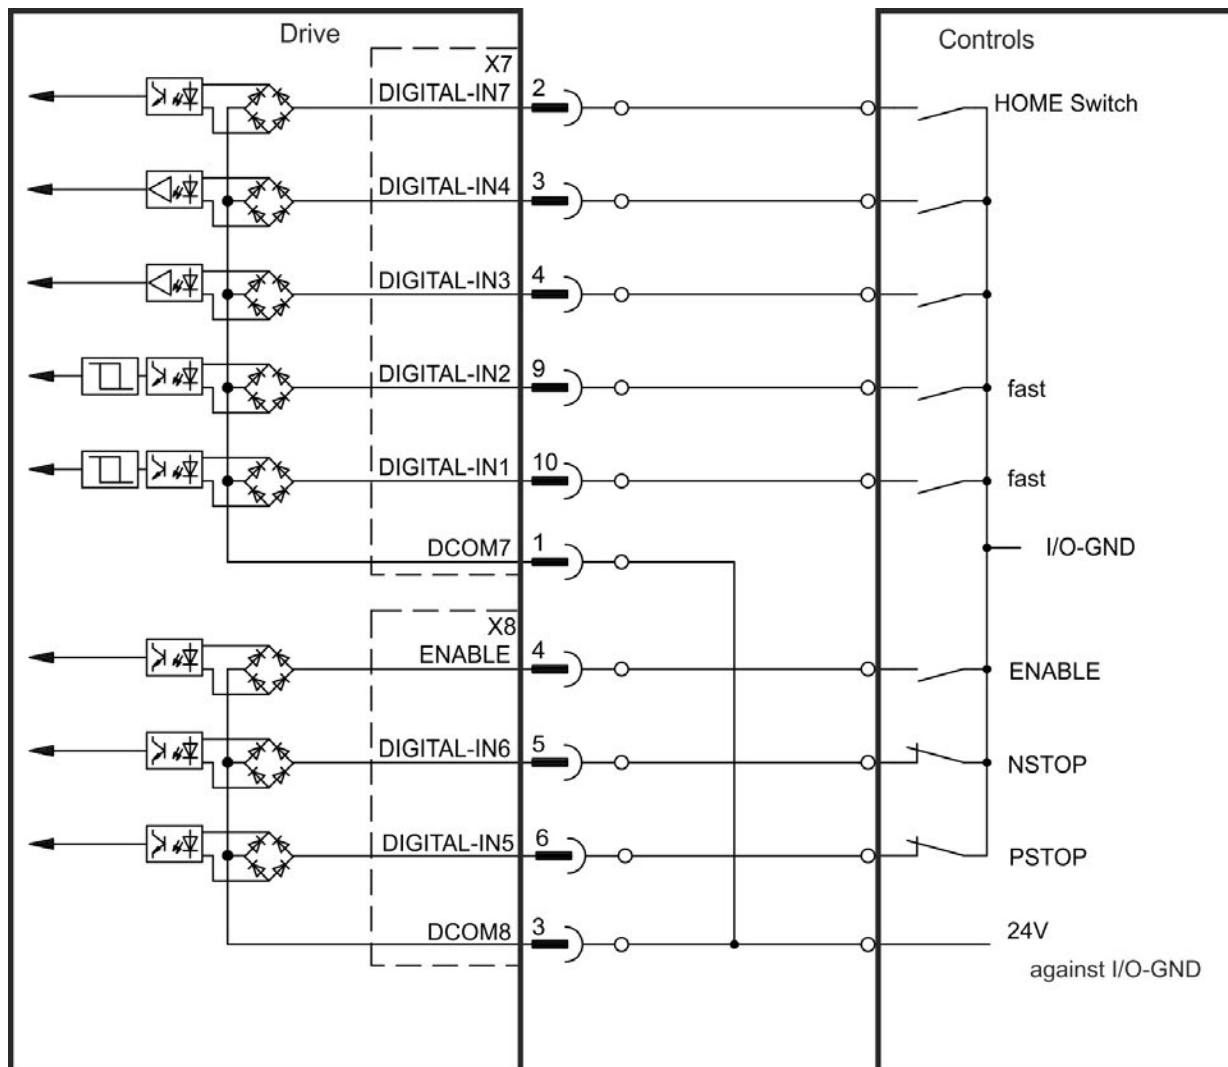 Drive
Controls
X7
DIGITAL-IN7 2 HOME Switch
DIGITAL-IN4 3
DIGITAL-IN3 4
DIGITAL-IN2 9 fast
DIGITAL-IN1 10 fast
DCOM7 1 I/O-GND
X8
ENABLE 4 ENABLE
DIGITAL-IN6 5 NSTOP
DIGITAL-IN5 6 PSTOP
DCOM8 3 24V
against I/O-GND